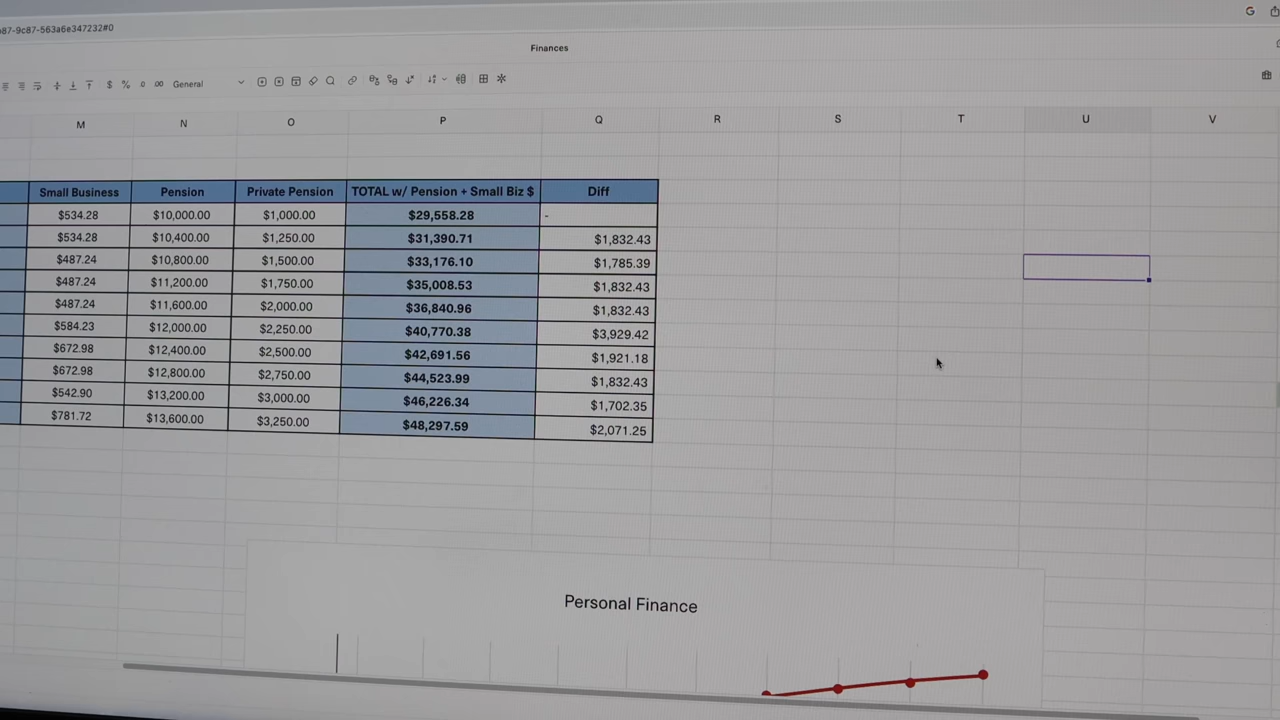 b87-9c87-563a6e347232#0
G
Finances
$ % .0 .00 General
M N O P Q R S T U V
Small Business Pension Private Pension TOTAL w/ Pension + Small Biz $ Diff
$534.28 $10,000.00 $1,000.00 $29,558.28 -
$534.28 $10,400.00 $1,250.00 $31,390.71 $1,832.43
$487.24 $10,800.00 $1,500.00 $33,176.10 $1,785.39
$487.24 $11,200.00 $1,750.00 $35,008.53 $1,832.43
$487.24 $11,600.00 $2,000.00 $36,840.96 $1,832.43
$584.23 $12,000.00 $2,250.00 $40,770.38 $3,929.42
$672.98 $12,400.00 $2,500.00 $42,691.56 $1,921.18
$672.98 $12,800.00 $2,750.00 $44,523.99 $1,832.43
$542.90 $13,200.00 $3,000.00 $46,226.34 $1,702.35
$781.72 $13,600.00 $3,250.00 $48,297.59 $2,071.25
Personal Finance